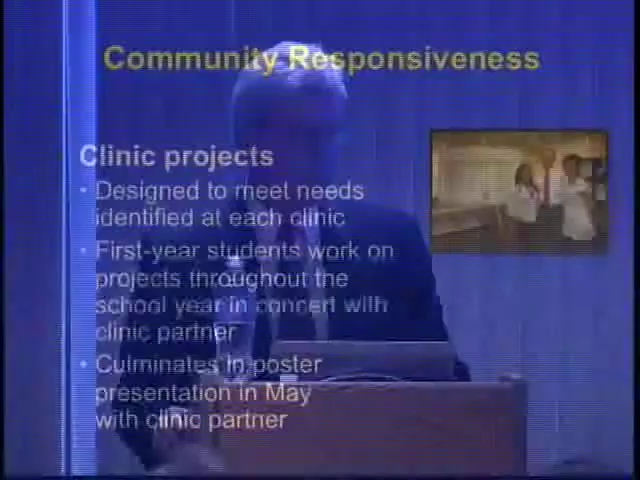 Community Responsiveness
Clinic projects
• Designed to meet needs
identified at each clinic
• First-year students work on
projects throughout the
school year in concert with
clinic partner
• Culminates in poster
presentation in May
with clinic partner